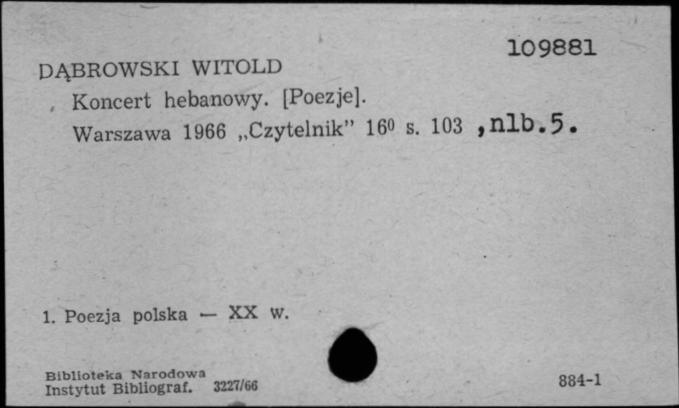 109881
DĄBROWSKI WITOLD
Koncert hebanowy. [Poezje].
Warszawa 1966 „Czytelnik” 16⁰ s. 103 ,nlb.5.
1. Poezja polska — XX w.
Biblioteka Narodowa
Instytut Bibliograf. 3227/66
884-1